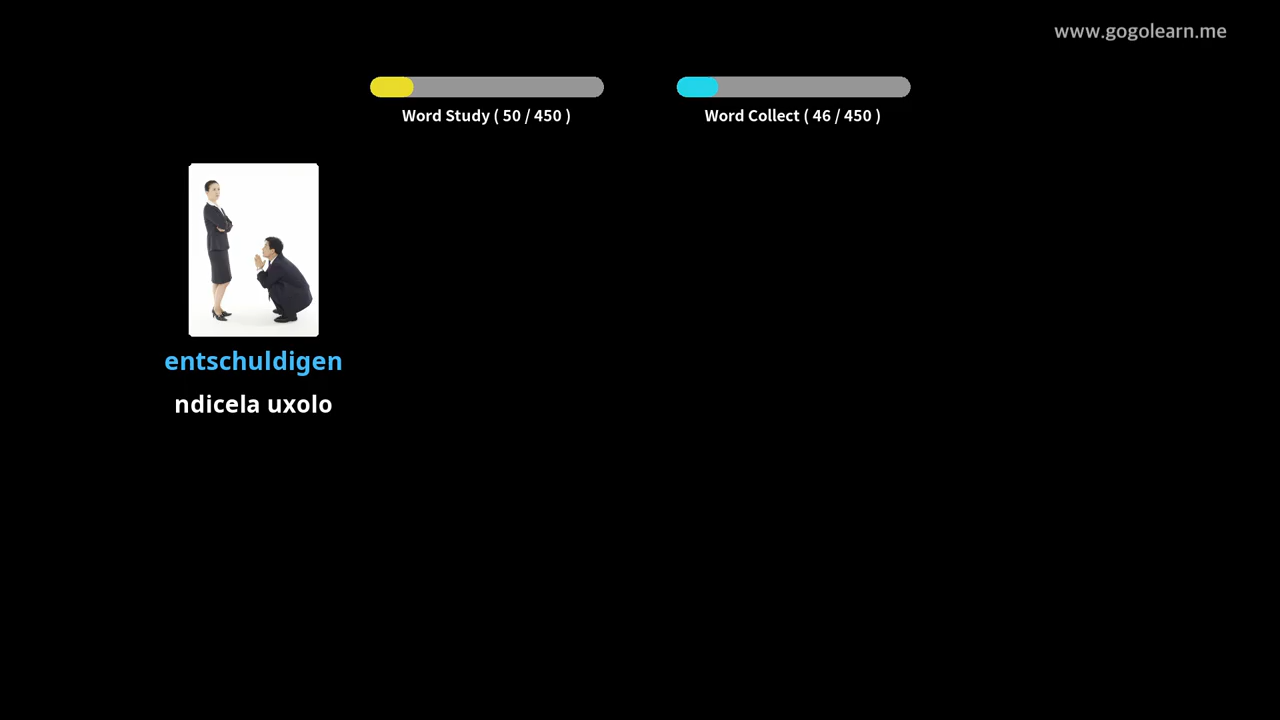 www.gogolearn.me
Word Study ( 50 / 450 )
Word Collect ( 46 / 450 )
entschuldigen
ndicela uxolo